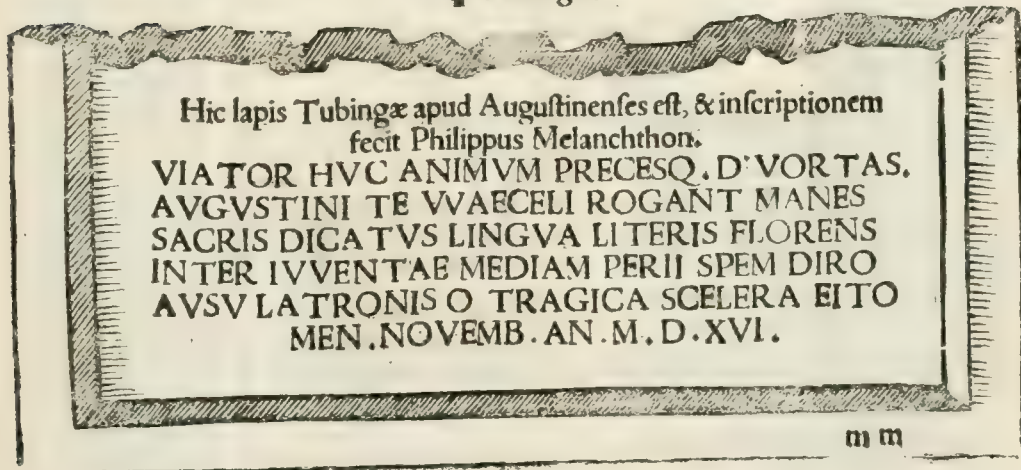 Hic lapis Tubingæ apud Auguſtinenſes eſt, & inſcriptionem
fecit Philippus Melanchthon.
VIATOR HVC ANIMVM PRECESQ. D'VORTAS.
AVGVSTINI TE VVAECELI ROGANT MANES
SACRIS DICATVS LINGVA LITERIS FLORENS
INTER IVVENTAE MEDIAM PERII SPEM DIRO
AVSV LATRONIS O TRAGICA SCELERA EITO
MEN. NOVEMB. AN. M. D. XVI.
m m